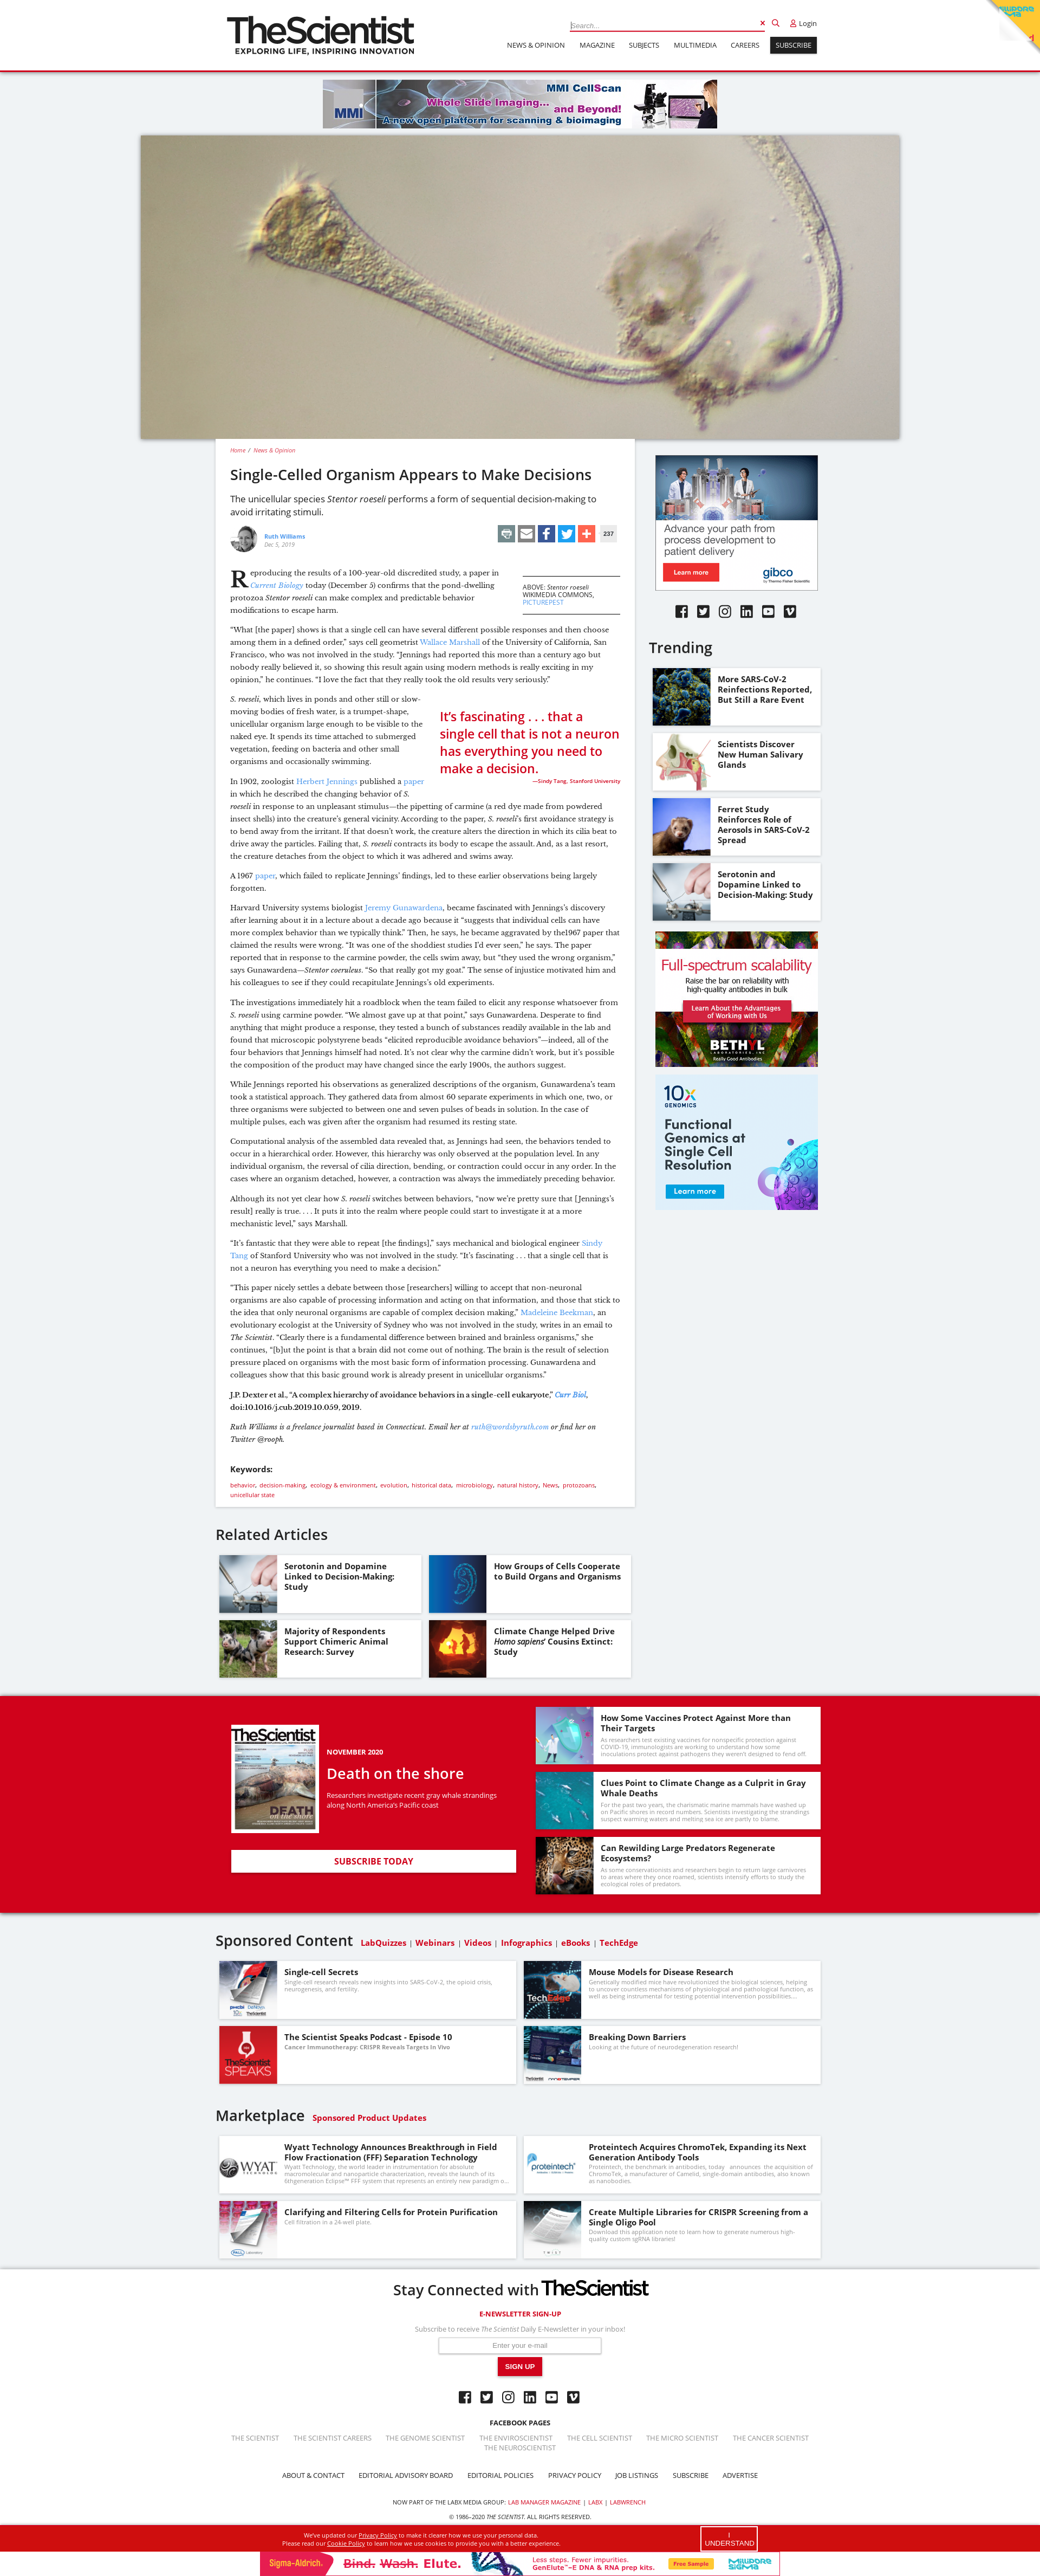 TheScientist
EXPLORING LIFE, INSPIRING INNOVATION
Search...
Login
NEWS & OPINION MAGAZINE SUBJECTS MULTIMEDIA CAREERS SUBSCRIBE
MMI
MMI CellScan
Whole Slide Imaging...
and Beyond!
A new open platform for scanning & bioimaging
Home / News & Opinion
Single-Celled Organism Appears to Make Decisions
The unicellular species Stentor roeseli performs a form of sequential decision-making to
avoid irritating stimuli.
Ruth Williams
Dec 5, 2019
237
Reproducing the results of a 100-year-old discredited study, a paper in
Current Biology today (December 5) confirms that the pond-dwelling
protozoa Stentor roeseli can make complex and predictable behavior
modifications to escape harm.
ABOVE: Stentor roeseli
WIKIMEDIA COMMONS,
PICTUREPEST
“What [the paper] shows is that a single cell can have several different possible responses and then choose
among them in a defined order,” says cell geometrist Wallace Marshall of the University of California, San
Francisco, who was not involved in the study. “Jennings had reported this more than a century ago but
nobody really believed it, so showing this result again using modern methods is really exciting in my
opinion,” he continues. “I love the fact that they really took the old results very seriously.”
S. roeseli, which lives in ponds and other still or slow-
moving bodies of fresh water, is a trumpet-shape,
unicellular organism large enough to be visible to the
naked eye. It spends its time attached to submerged
vegetation, feeding on bacteria and other small
organisms and occasionally swimming.
It’s fascinating . . . that a
single cell that is not a neuron
has everything you need to
make a decision.
—Sindy Tang, Stanford University
In 1902, zoologist Herbert Jennings published a paper
in which he described the changing behavior of S.
roeseli in response to an unpleasant stimulus—the pipetting of carmine (a red dye made from powdered
insect shells) into the creature’s general vicinity. According to the paper, S. roeseli’s first avoidance strategy is
to bend away from the irritant. If that doesn’t work, the creature alters the direction in which its cilia beat to
drive away the particles. Failing that, S. roeseli contracts its body to escape the assault. And, as a last resort,
the creature detaches from the object to which it was adhered and swims away.
A 1967 paper, which failed to replicate Jennings’ findings, led to these earlier observations being largely
forgotten.
Harvard University systems biologist Jeremy Gunawardena, became fascinated with Jennings’s discovery
after learning about it in a lecture about a decade ago because it “suggests that individual cells can have
more complex behavior than we typically think.” Then, he says, he became aggravated by the1967 paper that
claimed the results were wrong. “It was one of the shoddiest studies I’d ever seen,” he says. The paper
reported that in response to the carmine powder, the cells swim away, but “they used the wrong organism,”
says Gunawardena—Stentor coeruleus. “So that really got my goat.” The sense of injustice motivated him and
his colleagues to see if they could recapitulate Jennings’s old experiments.
The investigations immediately hit a roadblock when the team failed to elicit any response whatsoever from
S. roeseli using carmine powder. “We almost gave up at that point,” says Gunawardena. Desperate to find
anything that might produce a response, they tested a bunch of substances readily available in the lab and
found that microscopic polystyrene beads “elicited reproducible avoidance behaviors”—indeed, all of the
four behaviors that Jennings himself had noted. It’s not clear why the carmine didn’t work, but it’s possible
the composition of the product may have changed since the early 1900s, the authors suggest.
While Jennings reported his observations as generalized descriptions of the organism, Gunawardena’s team
took a statistical approach. They gathered data from almost 60 separate experiments in which one, two, or
three organisms were subjected to between one and seven pulses of beads in solution. In the case of
multiple pulses, each was given after the organism had resumed its resting state.
Computational analysis of the assembled data revealed that, as Jennings had seen, the behaviors tended to
occur in a hierarchical order. However, this hierarchy was only observed at the population level. In any
individual organism, the reversal of cilia direction, bending, or contraction could occur in any order. In the
cases where an organism detached, however, a contraction was always the immediately preceding behavior.
Although its not yet clear how S. roeseli switches between behaviors, “now we’re pretty sure that [Jennings’s
result] really is true. . . . It puts it into the realm where people could start to investigate it at a more
mechanistic level,” says Marshall.
“It’s fantastic that they were able to repeat [the findings],” says mechanical and biological engineer Sindy
Tang of Stanford University who was not involved in the study. “It’s fascinating . . . that a single cell that is
not a neuron has everything you need to make a decision.”
“This paper nicely settles a debate between those [researchers] willing to accept that non-neuronal
organisms are also capable of processing information and acting on that information, and those that stick to
the idea that only neuronal organisms are capable of complex decision making,” Madeleine Beekman, an
evolutionary ecologist at the University of Sydney who was not involved in the study, writes in an email to
The Scientist. “Clearly there is a fundamental difference between brained and brainless organisms,” she
continues, “[b]ut the point is that a brain did not come out of nothing. The brain is the result of selection
pressure placed on organisms with the most basic form of information processing. Gunawardena and
colleagues show that this basic ground work is already present in unicellular organisms.”
J.P. Dexter et al., “A complex hierarchy of avoidance behaviors in a single-cell eukaryote,” Curr Biol,
doi:10.1016/j.cub.2019.10.059, 2019.
Ruth Williams is a freelance journalist based in Connecticut. Email her at ruth@wordsbyruth.com or find her on
Twitter @rooph.
Keywords:
behavior, decision-making, ecology & environment, evolution, historical data, microbiology, natural history, News, protozoans,
unicellular state
Advance your path from
process development to
patient delivery
Learn more
gibco
by Thermo Fisher Scientific
Trending
More SARS-CoV-2
Reinfections Reported,
But Still a Rare Event
Scientists Discover
New Human Salivary
Glands
Ferret Study
Reinforces Role of
Aerosols in SARS-CoV-2
Spread
Serotonin and
Dopamine Linked to
Decision-Making: Study
Full-spectrum scalability
Raise the bar on reliability with
high-quality antibodies in bulk
Learn About the Advantages
of Working with Us
BETHYL
LABORATORIES, INC
Really Good Antibodies
10x
GENOMICS
Functional
Genomics at
Single Cell
Resolution
Learn more
Related Articles
Serotonin and Dopamine
Linked to Decision-Making:
Study
How Groups of Cells Cooperate
to Build Organs and Organisms
Majority of Respondents
Support Chimeric Animal
Research: Survey
Climate Change Helped Drive
Homo sapiens’ Cousins Extinct:
Study
TheScientist
DEATH
on the shore
NOVEMBER 2020
Death on the shore
Researchers investigate recent gray whale strandings
along North America’s Pacific coast
SUBSCRIBE TODAY
How Some Vaccines Protect Against More than
Their Targets
As researchers test existing vaccines for nonspecific protection against
COVID-19, immunologists are working to understand how some
inoculations protect against pathogens they weren’t designed to fend off.
Clues Point to Climate Change as a Culprit in Gray
Whale Deaths
For the past two years, the charismatic marine mammals have washed up
on Pacific shores in record numbers. Scientists investigating the strandings
suspect warming waters and melting sea ice are partly to blame.
Can Rewilding Large Predators Regenerate
Ecosystems?
As some conservationists and researchers begin to return large carnivores
to areas where they once roamed, scientists intensify efforts to study the
ecological roles of predators.
Sponsored Content LabQuizzes | Webinars | Videos | Infographics | eBooks | TechEdge
Single-cell Secrets
Single-cell research reveals new insights into SARS-CoV-2, the opioid crisis,
neurogenesis, and fertility.
TechEdge
Mouse Models for Disease Research
Genetically modified mice have revolutionized the biological sciences, helping
to uncover countless mechanisms of physiological and pathological function, as
well as being instrumental for testing potential intervention possibilities....
TheScientist
SPEAKS
The Scientist Speaks Podcast - Episode 10
Cancer Immunotherapy: CRISPR Reveals Targets In Vivo
Breaking Down Barriers
Looking at the future of neurodegeneration research!
Marketplace Sponsored Product Updates
WYATT
Wyatt Technology Announces Breakthrough in Field
Flow Fractionation (FFF) Separation Technology
Wyatt Technology, the world leader in instrumentation for absolute
macromolecular and nanoparticle characterization, reveals the launch of its
lithgeneration Eclipse™ FFF system that represents an entirely new paradigm o...
proteintech
Proteintech Acquires ChromoTek, Expanding its Next
Generation Antibody Tools
Proteintech, the benchmark in antibodies, today announces the acquisition of
ChromoTek, a manufacturer of Camelid, single-domain antibodies, also known
as nanobodies.
Clarifying and Filtering Cells for Protein Purification
Cell filtration in a 24-well plate.
TWIST
Create Multiple Libraries for CRISPR Screening from a
Single Oligo Pool
Download this application note to learn how to generate numerous high-
quality custom sgRNA libraries!
Stay Connected with TheScientist
E-NEWSLETTER SIGN-UP
Subscribe to receive The Scientist Daily E-Newsletter in your inbox!
Enter your e-mail
SIGN UP
FACEBOOK PAGES
THE SCIENTIST THE SCIENTIST CAREERS THE GENOME SCIENTIST THE ENVIROSCIENTIST THE CELL SCIENTIST THE MICRO SCIENTIST THE CANCER SCIENTIST
THE NEUROSCIENTIST
ABOUT & CONTACT EDITORIAL ADVISORY BOARD EDITORIAL POLICIES PRIVACY POLICY JOB LISTINGS SUBSCRIBE ADVERTISE
NOW PART OF THE LABX MEDIA GROUP: LAB MANAGER MAGAZINE | LABX | LABWRENCH
© 1986–2020 THE SCIENTIST. ALL RIGHTS RESERVED.
We’ve updated our Privacy Policy to make it clearer how we use your personal data.
Please read our Cookie Policy to learn how we use cookies to provide you with a better experience.
I
UNDERSTAND
Sigma-Aldrich.
Bind. Wash. Elute.
Less steps. Fewer impurities.
GenElute™-E DNA & RNA prep kits.
Free Sample
Millipore
Sigma